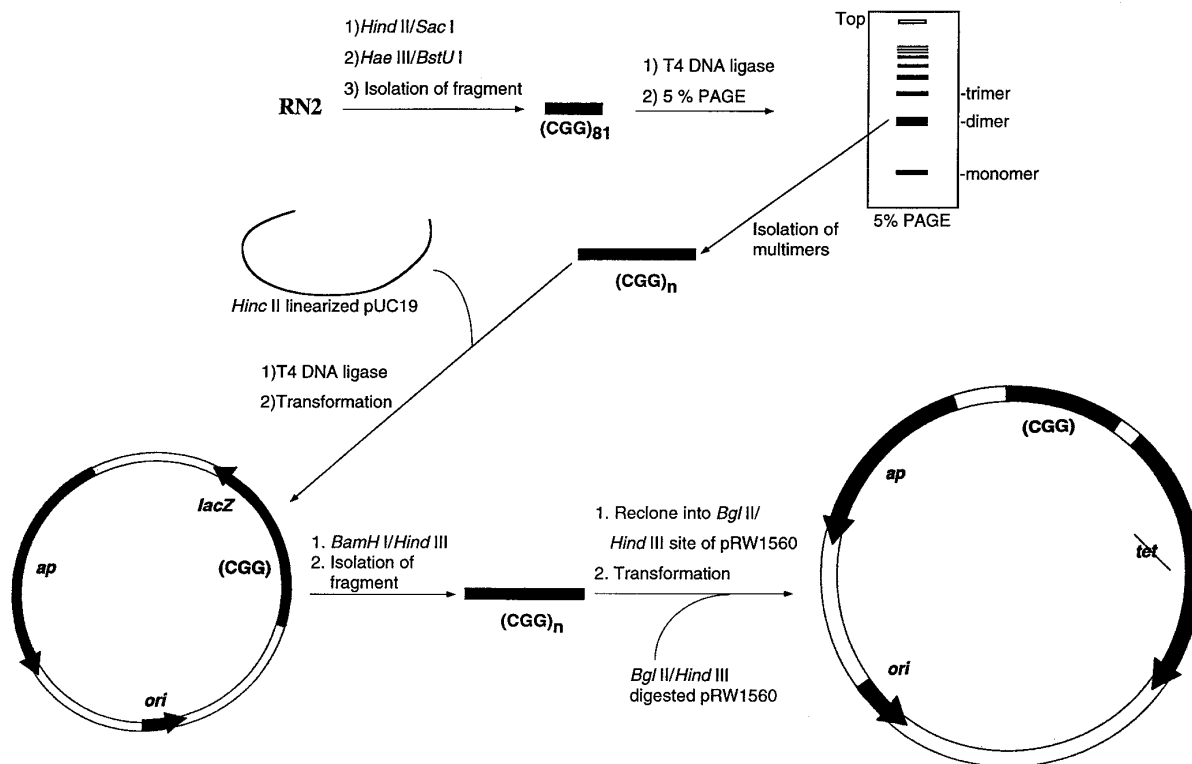 1)Hind II/Sac I
2)Hae III/BstU I
3) Isolation of fragment
RN2
(CGG)81
1) T4 DNA ligase
2) 5 % PAGE
Top
-trimer
-dimer
-monomer
5% PAGE
Isolation of
multimers
(CGG)n
Hinc II linearized pUC19
1)T4 DNA ligase
2)Transformation
lacZ
ap
(CGG)
ori
1. BamH I/Hind III
2. Isolation of
fragment
(CGG)n
1. Reclone into Bgl II/
Hind III site of pRW1560
2. Transformation
Bgl II/Hind III
digested pRW1560
(CGG)
ap
tet
ori